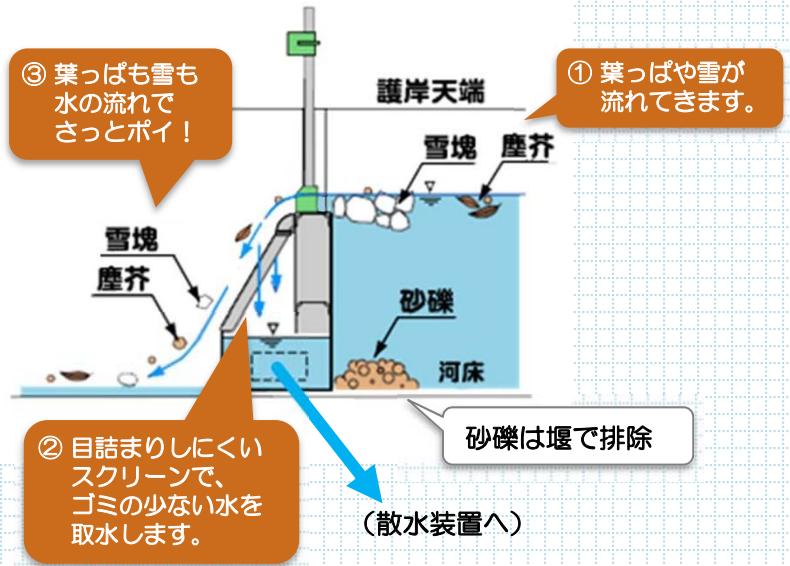 ③ 葉っぱも雪も
水の流れで
さっとポイ！
① 葉っぱや雪が
流れてきます。
護岸天端
雪塊
塵芥
雪塊
塵芥
砂礫
河床
② 目詰まりしにくい
スクリーンで、
ゴミの少ない水を
取水します。
砂礫は堰で排除
（散水装置へ）